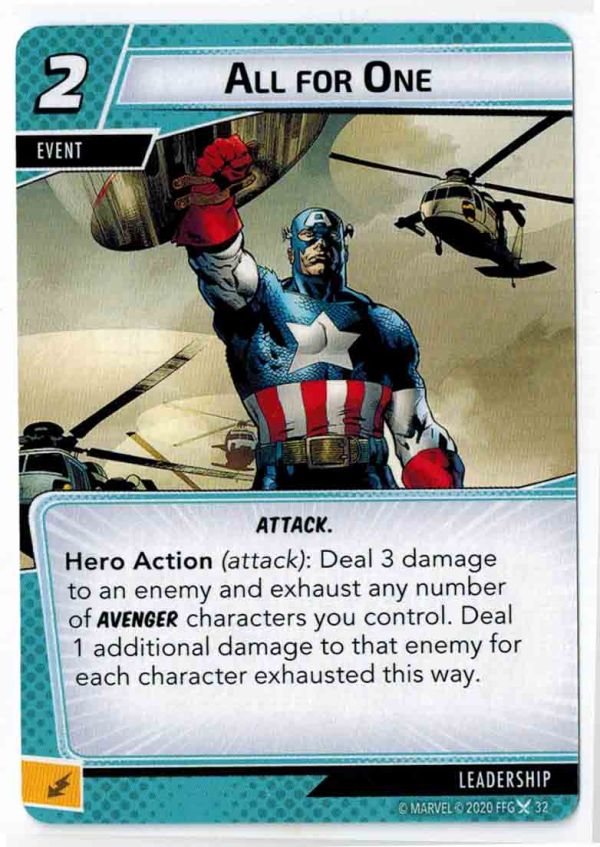 2
ALL FOR ONE
EVENT
A
ATTACK.
Hero Action (attack): Deal 3 damage
to an enemy and exhaust any number
of AVENGER characters you control. Deal
1 additional damage to that enemy for
each character exhausted this way.
LEADERSHIP
© MARVEL © 2020 FFG 32